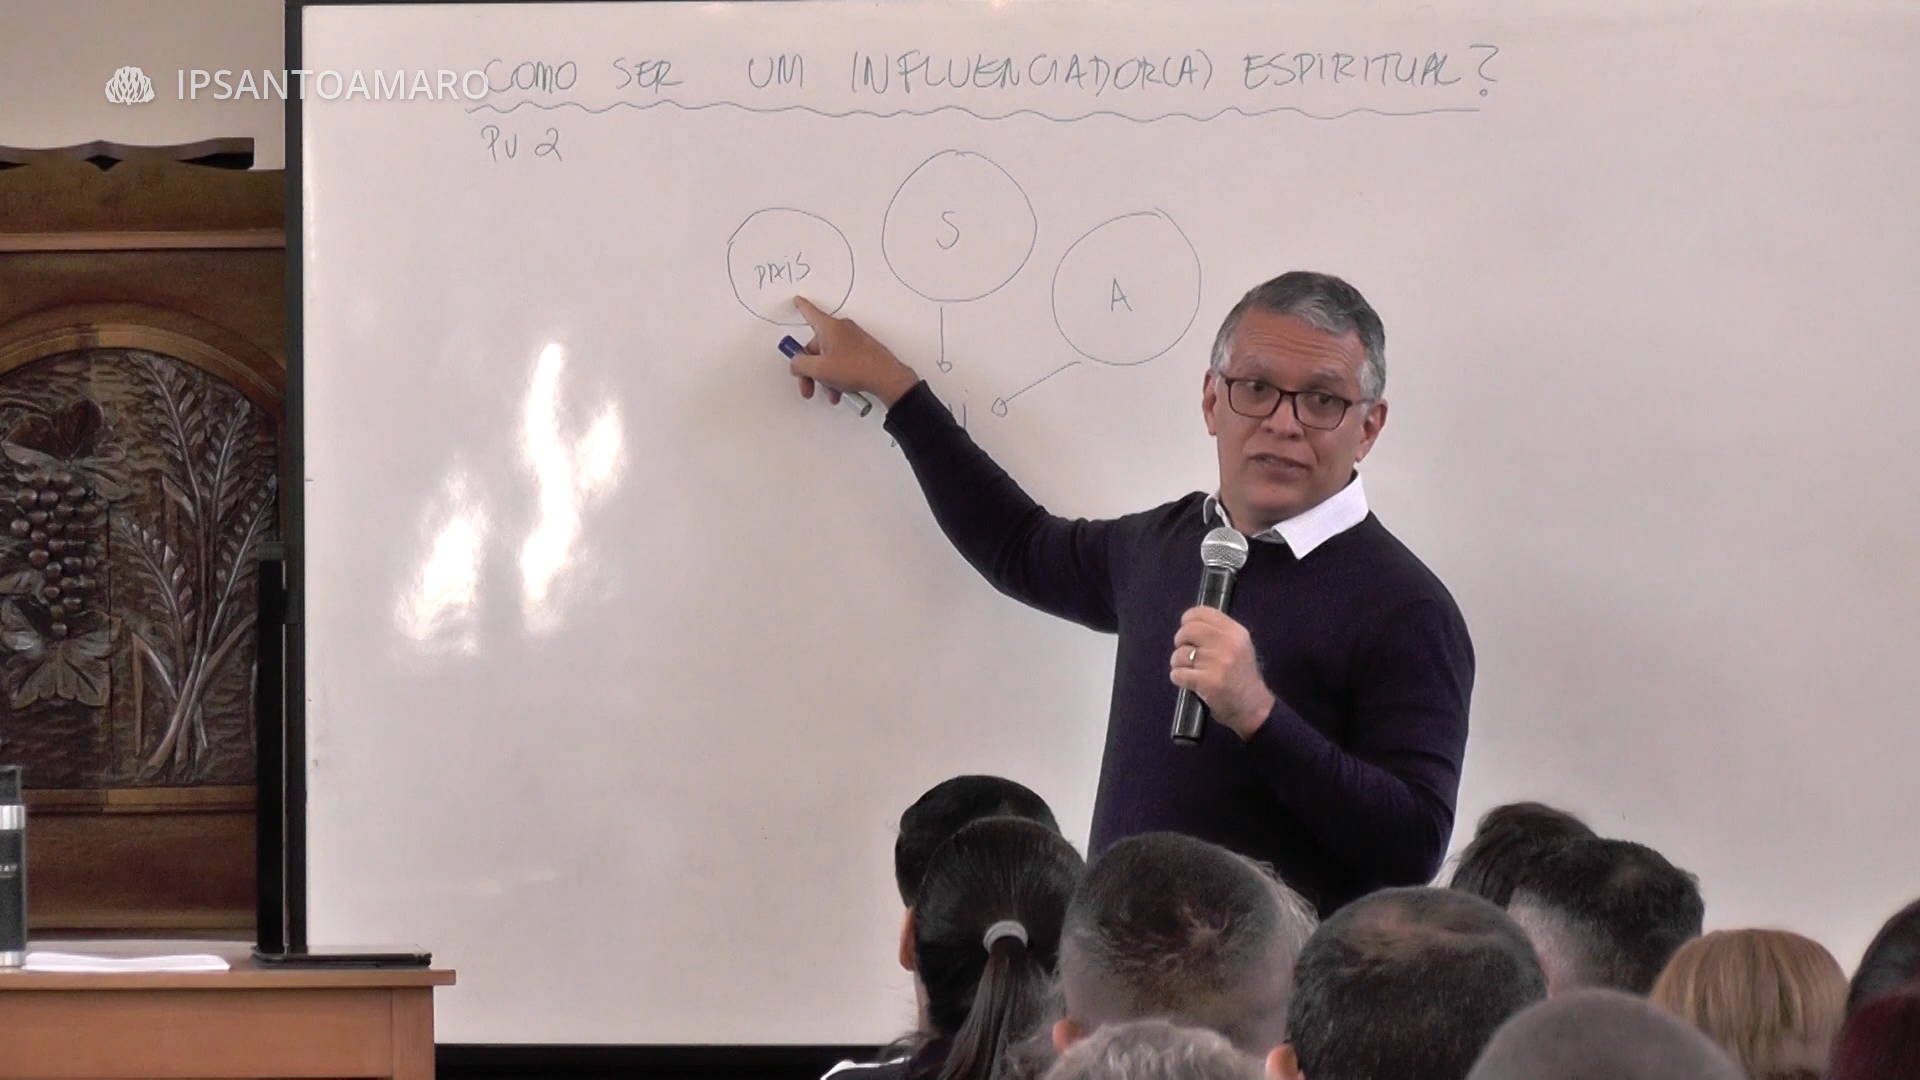 IPSANTOAMARO
COMO SER UM INFLUENCIADOR(A) ESPIRITUAL?
PV 2
PAIS
S
A